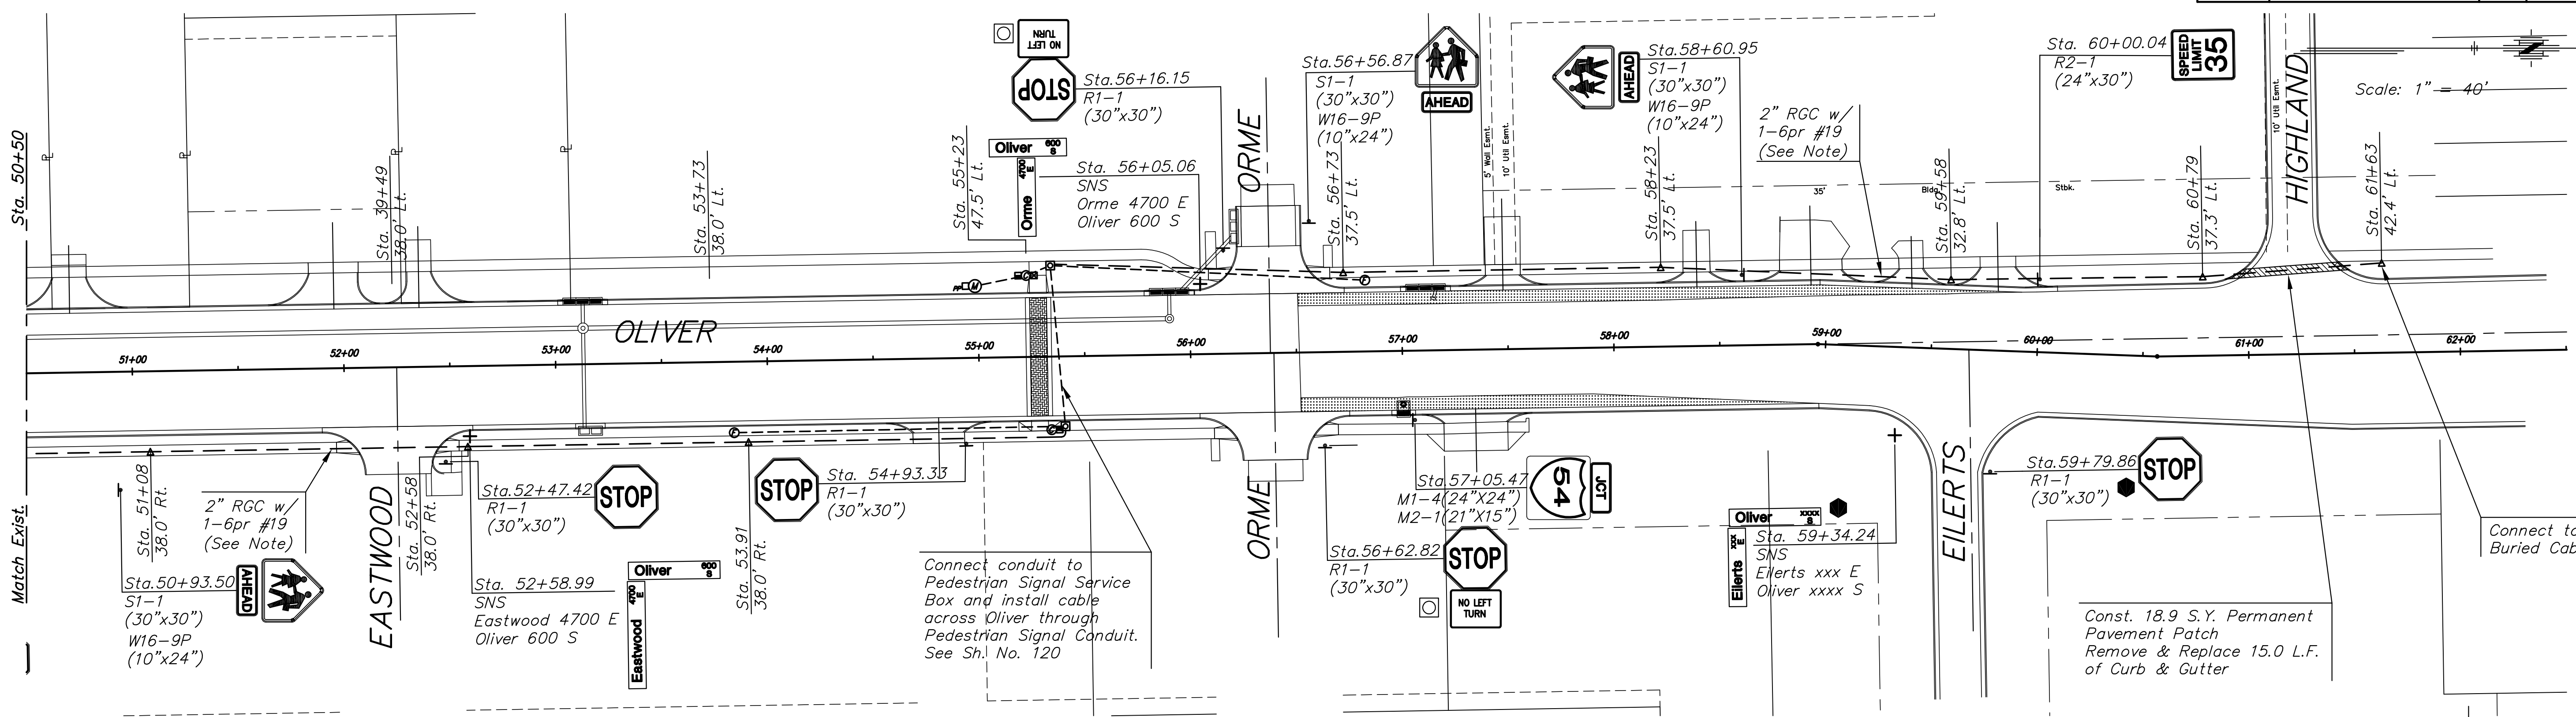 Sta. 50+50
Match Exist.
Sta. 39+49
38.0' Lt.
Sta. 53+73
38.0' Lt.
Sta. 55+23
47.5' Lt.
NO LEFT
TURN
STOP
Sta.56+16.15
R1-1
(30"x30")
Oliver 600 S
Orme 4700 E
Sta. 56+05.06
SNS
Orme 4700 E
Oliver 600 S
ORME
Sta.56+56.87
S1-1
(30"x30")
W16-9P
(10"x24")
AHEAD
Sta. 56+73
37.5' Lt.
5' Wall Esmt.
10' Util Esmt.
AHEAD
Sta.58+60.95
S1-1
(30"x30")
W16-9P
(10"x24")
Sta. 58+23
37.5' Lt.
2" RGC w/
1-6pr #19
(See Note)
35'
Bldg.
Stbk.
Sta. 59+58
32.8' Lt.
Sta. 60+00.04
R2-1
(24"x30")
SPEED
LIMIT
35
Sta. 60+79
37.3' Lt.
10' Util Esmt.
HIGHLAND
Scale: 1" = 40'
Sta. 61+63
42.4' Lt.
PP
M
OLIVER
51+00
52+00
53+00
54+00
55+00
56+00
57+00
58+00
59+00
60+00
61+00
62+00
Sta. 51+08
38.0' Rt.
2" RGC w/
1-6pr #19
(See Note)
Sta.50+93.50
S1-1
(30"x30")
W16-9P
(10"x24")
AHEAD
EASTWOOD
Sta. 52+58
38.0' Rt.
Sta.52+47.42
R1-1
(30"x30")
STOP
Sta. 52+58.99
SNS
Eastwood 4700 E
Oliver 600 S
Oliver 600 S
Eastwood 4700 E
Sta. 53.91
38.0' Rt.
STOP
Sta. 54+93.33
R1-1
(30"x30")
Connect conduit to
Pedestrian Signal Service
Box and install cable
across Oliver through
Pedestrian Signal Conduit.
See Sh. No. 120
ORME
Sta.56+62.82
R1-1
(30"x30")
STOP
NO LEFT
TURN
Sta.57+05.47
M1-4(24"X24")
M2-1(21"X15")
54
JCT
Oliver xxxx S
Eilerts xxx E
Sta. 59+34.24
SNS
Eilerts xxx E
Oliver xxxx S
EILERTS
Sta.59+79.86
R1-1
(30"x30")
STOP
Const. 18.9 S.Y. Permanent
Pavement Patch
Remove & Replace 15.0 L.F.
of Curb & Gutter
Connect to
Buried Cab